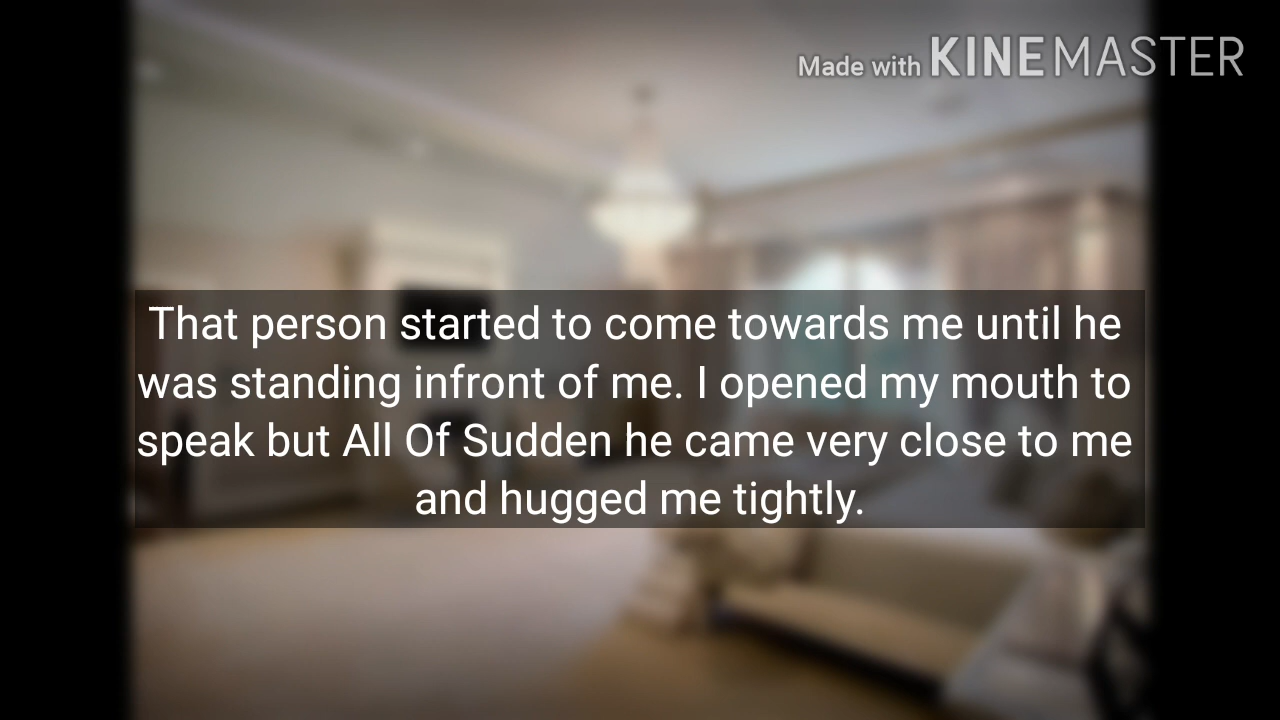 Made with KINEMASTER
That person started to come towards me until he
was standing infront of me. I opened my mouth to
speak but All Of Sudden he came very close to me
and hugged me tightly.